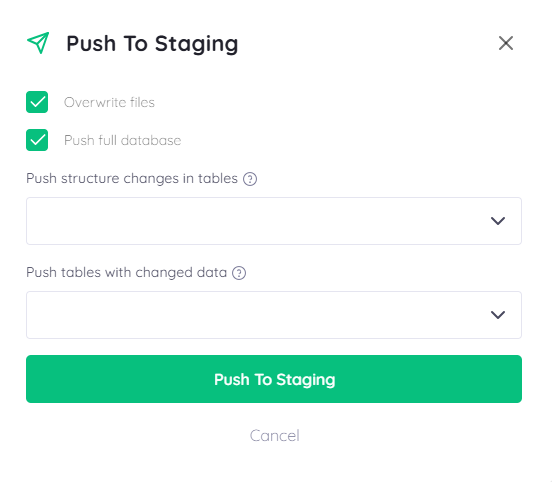 Push To Staging
Overwrite files
Push full database
Push structure changes in tables ?
Push tables with changed data ?
Push To Staging
Cancel